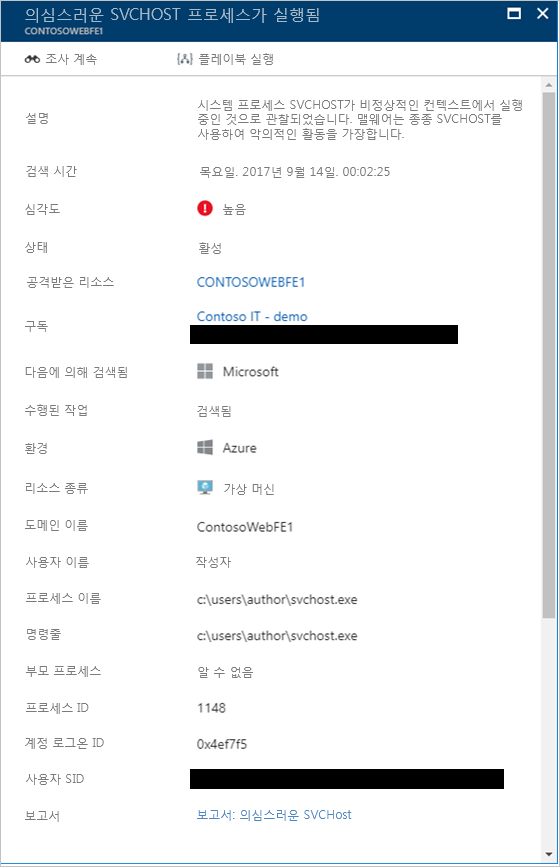 의심스러운 SVCHOST 프로세스가 실행됨
CONTOSOWEBFE1
조사 계속
플레이북 실행
설명
시스템 프로세스 SVCHOST가 비정상적인 컨텍스트에서 실행
중인 것으로 관찰되었습니다. 맬웨어는 종종 SVCHOST를
사용하여 악의적인 활동을 가장합니다.
검색 시간
목요일. 2017년 9월 14일. 00:02:25
심각도
높음
상태
활성
공격받은 리소스
CONTOSOWEBFE1
구독
Contoso IT - demo
다음에 의해 검색됨
Microsoft
수행된 작업
검색됨
환경
Azure
리소스 종류
가상 머신
도메인 이름
ContosoWebFE1
사용자 이름
작성자
프로세스 이름
c:\users\author\svchost.exe
명령줄
c:\users\author\svchost.exe
부모 프로세스
알 수 없음
프로세스 ID
1148
계정 로그온 ID
0x4ef7f5
사용자 SID
보고서
보고서: 의심스러운 SVCHost